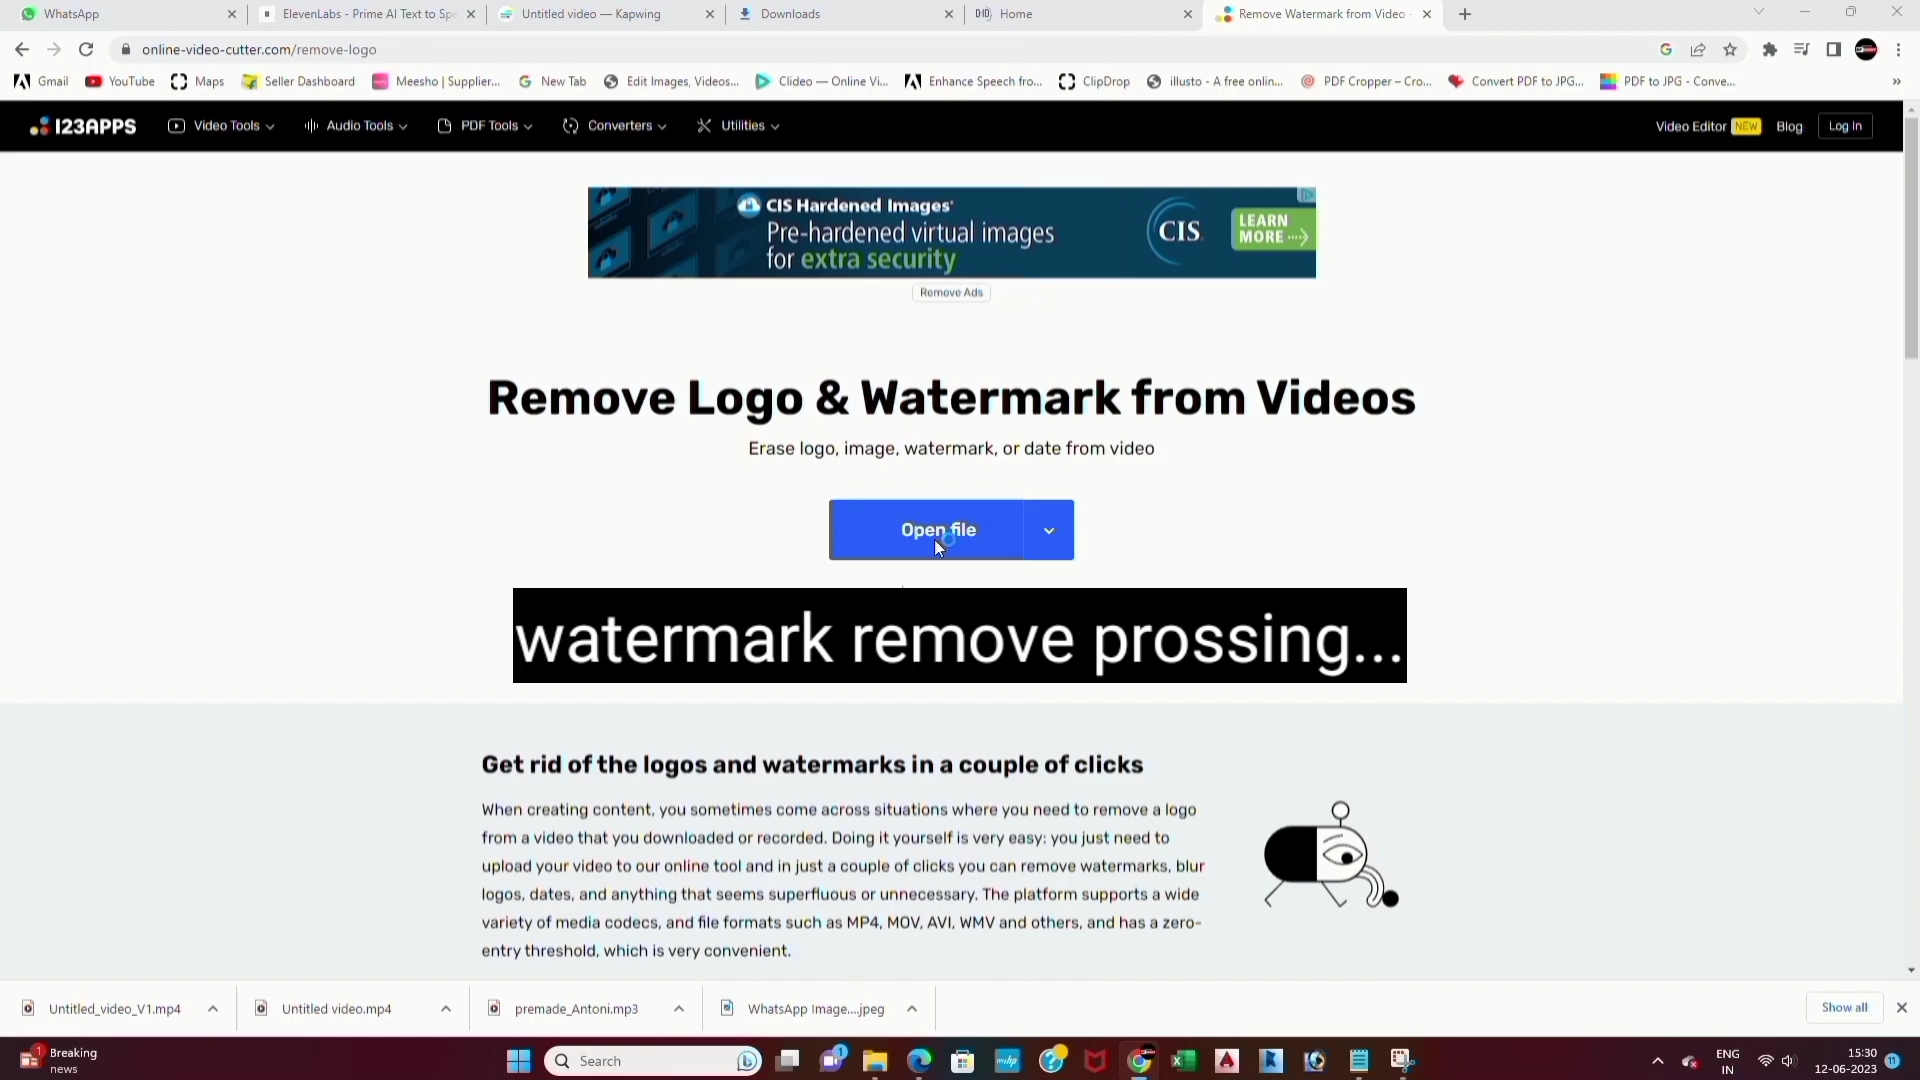 WhatsApp
ElevenLabs - Prime AI Text to Spe
Untitled video — Kapwing
Downloads
D-ID Home
Remove Watermark from Video -
online-video-cutter.com/remove-logo
Gmail
YouTube
Maps
Seller Dashboard
Meesho | Supplier...
New Tab
Edit Images, Videos...
Clideo — Online Vi...
Enhance Speech fro...
ClipDrop
illusto - A free onlin...
PDF Cropper – Cro...
Convert PDF to JPG...
PDF to JPG - Conve...
»
123APPS
Video Tools
Audio Tools
PDF Tools
Converters
Utilities
Video Editor NEW
Blog
Log In
CIS Hardened Images®
Pre-hardened virtual images
for extra security
CIS.
LEARN
MORE
Remove Ads
Remove Logo & Watermark from Videos
Erase logo, image, watermark, or date from video
Open file
watermark remove prossing...
Get rid of the logos and watermarks in a couple of clicks
When creating content, you sometimes come across situations where you need to remove a logo
from a video that you downloaded or recorded. Doing it yourself is very easy: you just need to
upload your video to our online tool and in just a couple of clicks you can remove watermarks, blur
logos, dates, and anything that seems superfluous or unnecessary. The platform supports a wide
variety of media codecs, and file formats such as MP4, MOV, AVI, WMV and others, and has a zero-
entry threshold, which is very convenient.
Untitled_video_V1.mp4
Untitled video.mp4
premade_Antoni.mp3
WhatsApp Image....jpeg
Show all
1
Breaking
news
Search
1
myhp
ENG
IN
15:30
12-06-2023
11